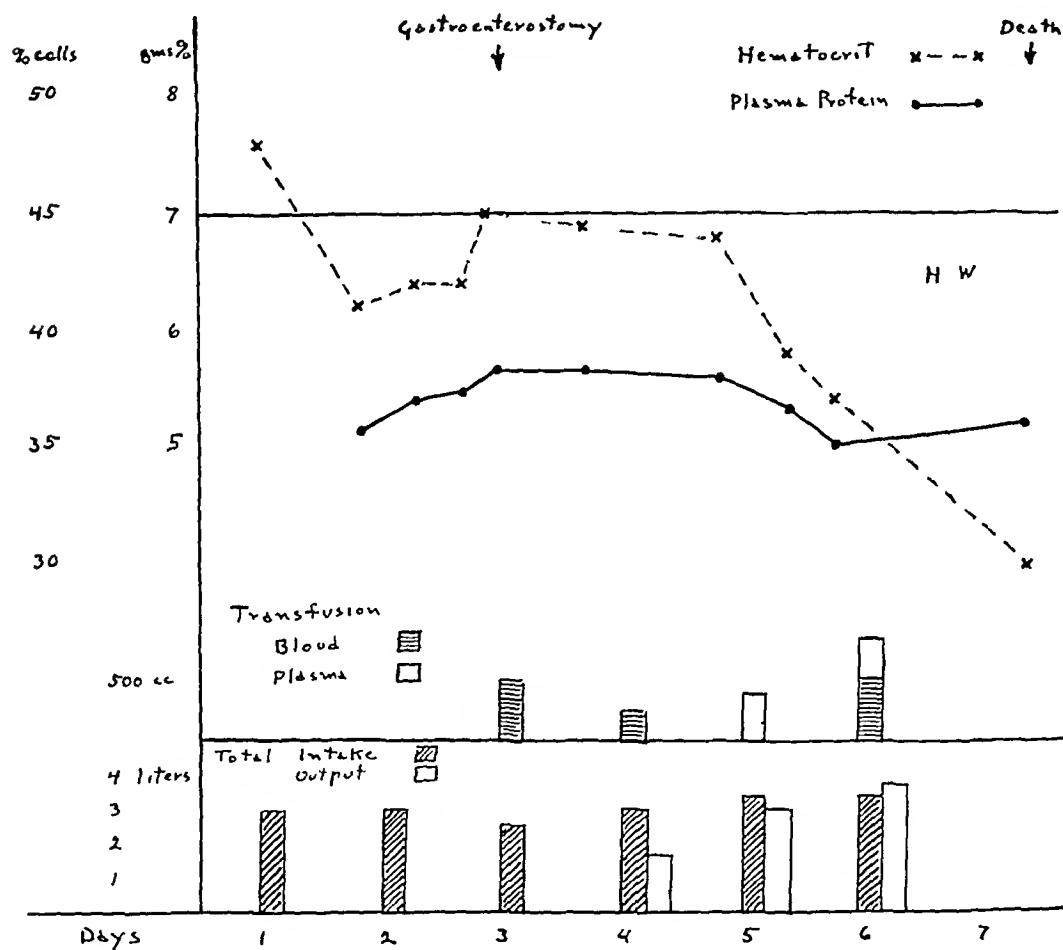 Gastroenterostomy
Death
% cells gms%
Hematocrit
Plasma Protein
50 8
45 7
H W
40 6
35 5
30
Transfusion
Blood
Plasma
500 cc
Total Intake
Output
4 liters
3
2
1
Days 1 2 3 4 5 6 7